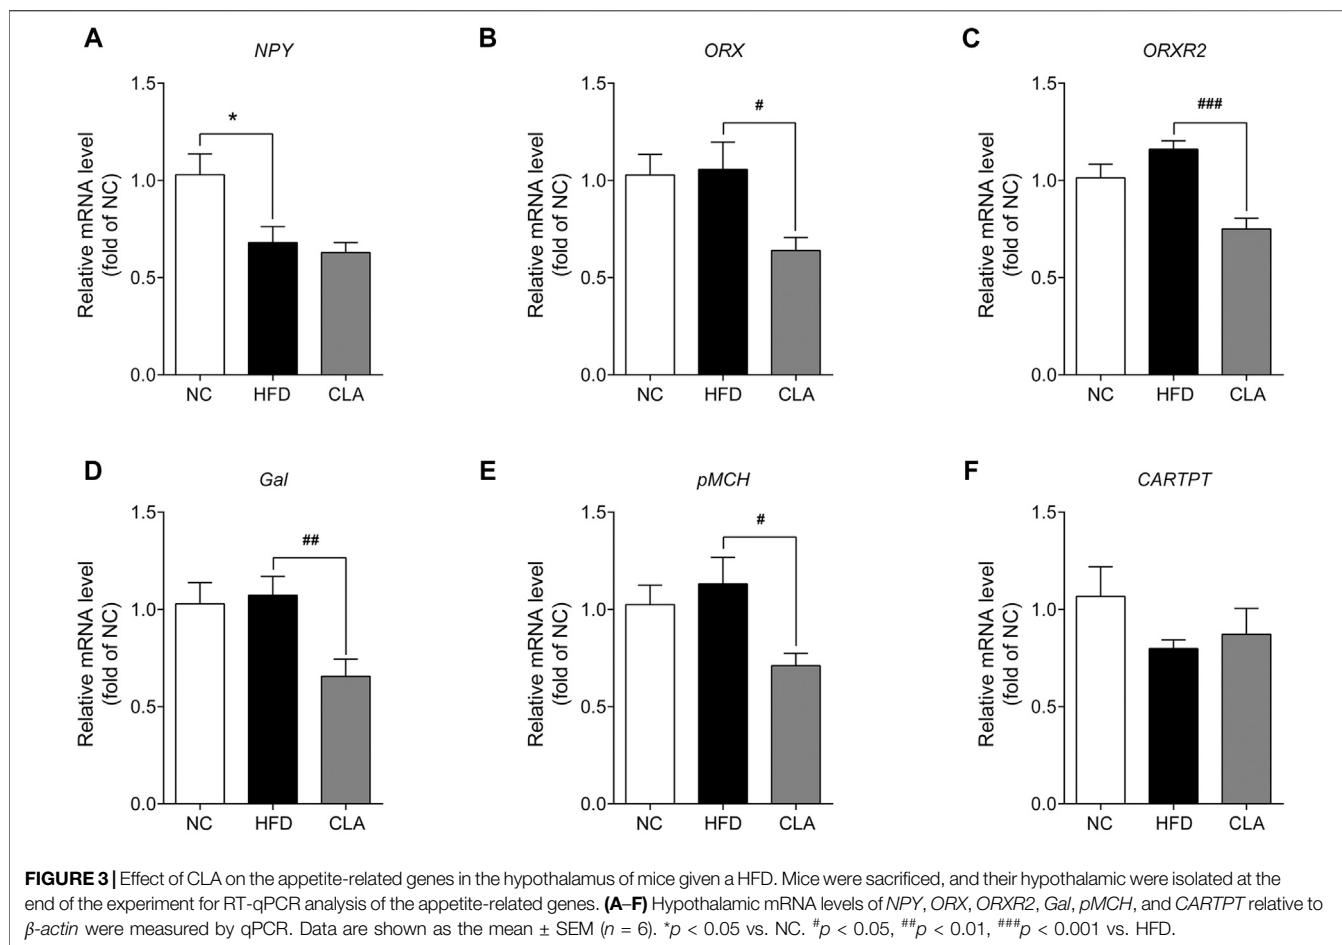 A
NPY
Relative mRNA level
(fold of NC)
1.5
1.0
0.5
0.0
*
NC HFD CLA
B
ORX
Relative mRNA level
(fold of NC)
1.5
1.0
0.5
0.0
#
NC HFD CLA
C
ORXR2
Relative mRNA level
(fold of NC)
1.5
1.0
0.5
0.0
###
NC HFD CLA
D
Gal
Relative mRNA level
(fold of NC)
1.5
1.0
0.5
0.0
##
NC HFD CLA
E
pMCH
Relative mRNA level
(fold of NC)
1.5
1.0
0.5
0.0
#
NC HFD CLA
F
CARTPT
Relative mRNA level
(fold of NC)
1.5
1.0
0.5
0.0
NC HFD CLA
FIGURE 3 | Effect of CLA on the appetite-related genes in the hypothalamus of mice given a HFD. Mice were sacrificed, and their hypothalamic were isolated at the
end of the experiment for RT-qPCR analysis of the appetite-related genes. (A–F) Hypothalamic mRNA levels of NPY, ORX, ORXR2, Gal, pMCH, and CARTPT relative to
β-actin were measured by qPCR. Data are shown as the mean ± SEM (n = 6). *p < 0.05 vs. NC. #p < 0.05, ##p < 0.01, ###p < 0.001 vs. HFD.